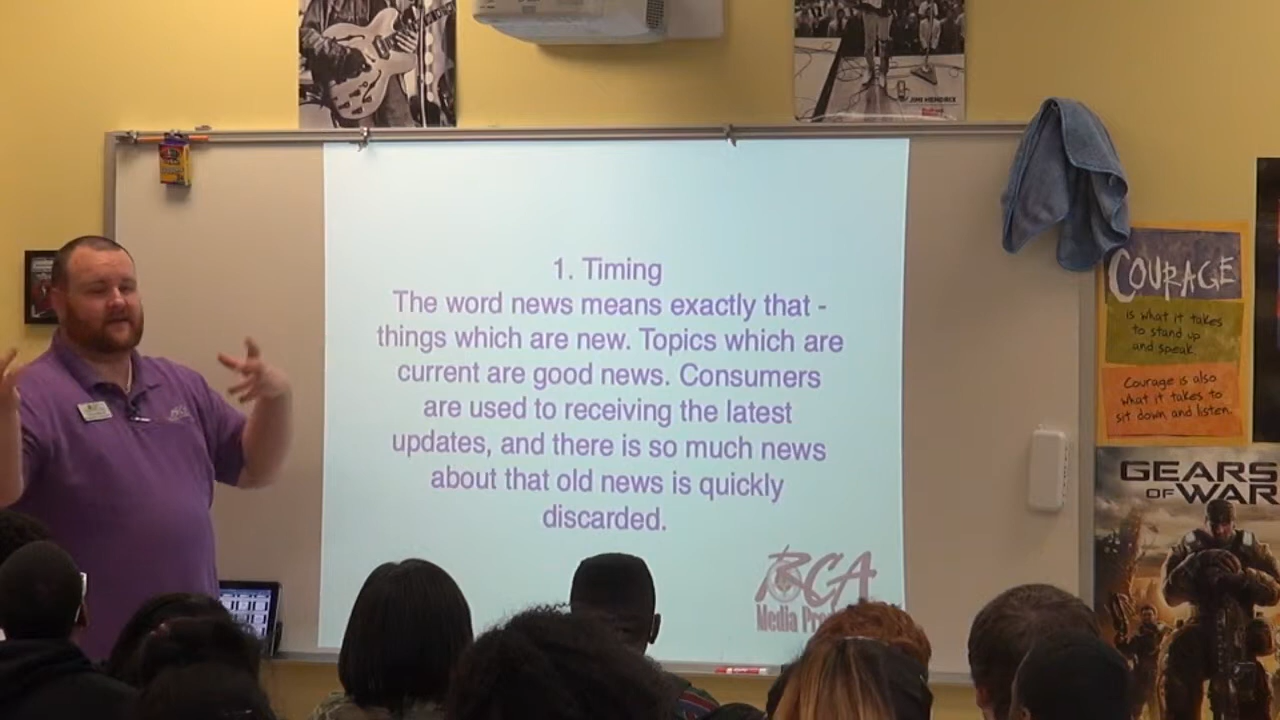 JIMI HENDRIX
1. Timing
The word news means exactly that -
things which are new. Topics which are
current are good news. Consumers
are used to receiving the latest
updates, and there is so much news
about that old news is quickly
discarded.
BCA
Media
COURAGE
is what it takes
to stand up
and speak.
Courage is also
what it takes to
sit down and listen.
GEARS
OF WAR